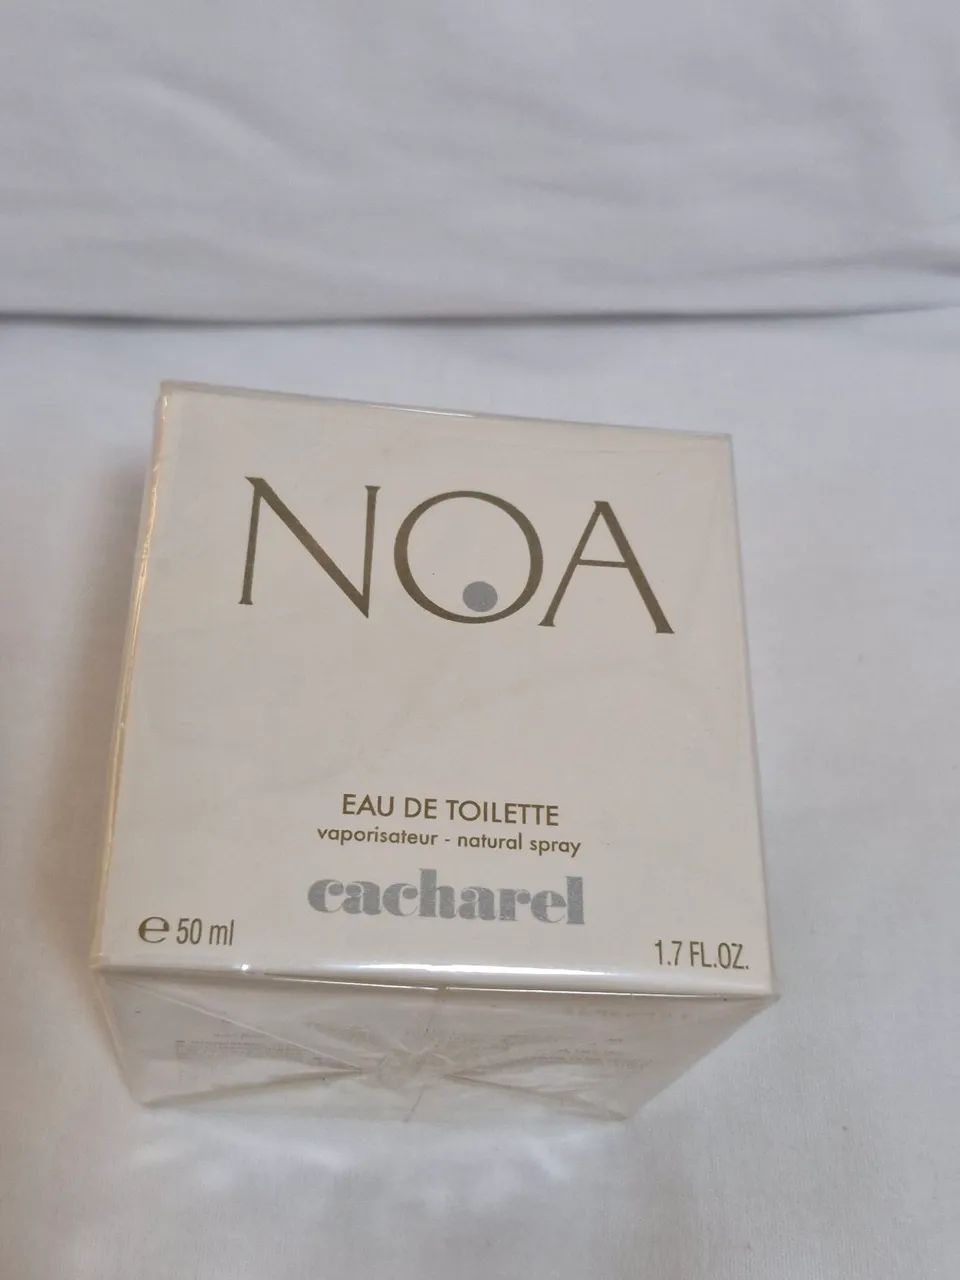 NOA
EAU DE TOILETTE
vaporisateur - natural spray
cacharel
℮ 50 ml
1.7 FL.OZ.